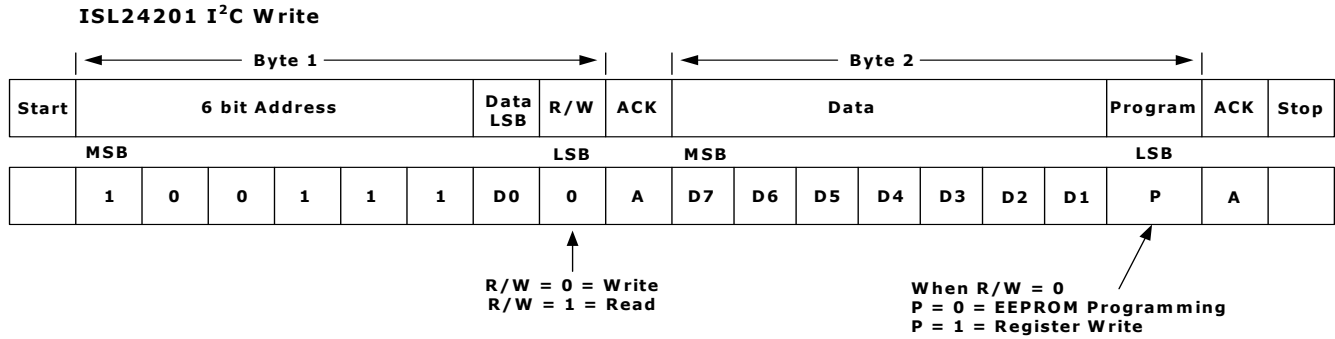 ISL24201 I²C Write
Byte 1 Byte 2
Start 6 bit Address Data LSB R/W ACK Data Program ACK Stop
MSB LSB MSB LSB
1 0 0 1 1 1 D0 0 A D7 D6 D5 D4 D3 D2 D1 P A
R/W = 0 = Write
R/W = 1 = Read
When R/W = 0
P = 0 = EEPROM Programming
P = 1 = Register Write